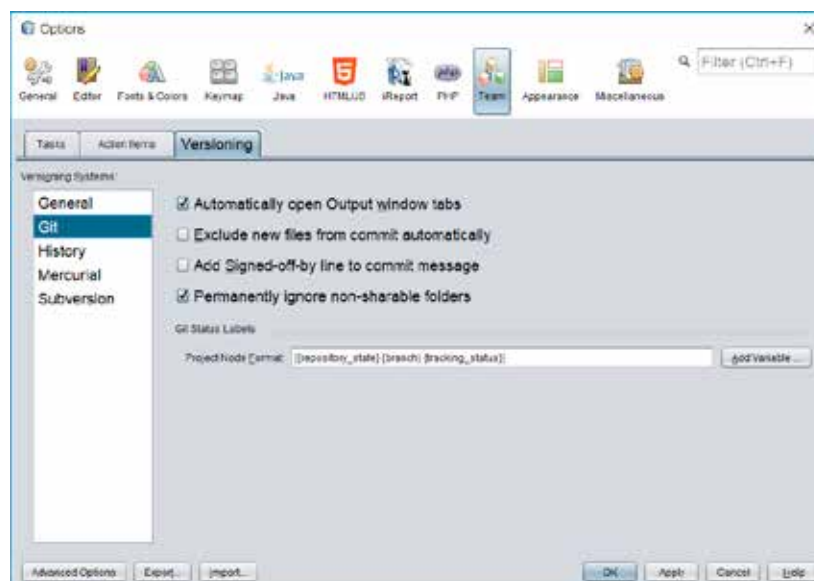 Options
General Editor Fonts & Colors Keymap Java HTML/JS iReport PHP Team Appearance Miscellaneous Filter (Ctrl+F)
Tasks Action Items Versioning
Versioning Systems:
General
Git
History
Mercurial
Subversion
Automatically open Output window tabs
Exclude new files from commit automatically
Add Signed-off-by line to commit message
Permanently ignore non-sharable folders
Git Status Labels
Project Node Format: [{repository_state} {branch} {tracking_status}] Add Variable ...
Advanced Options Export... Import... OK Apply Cancel Help